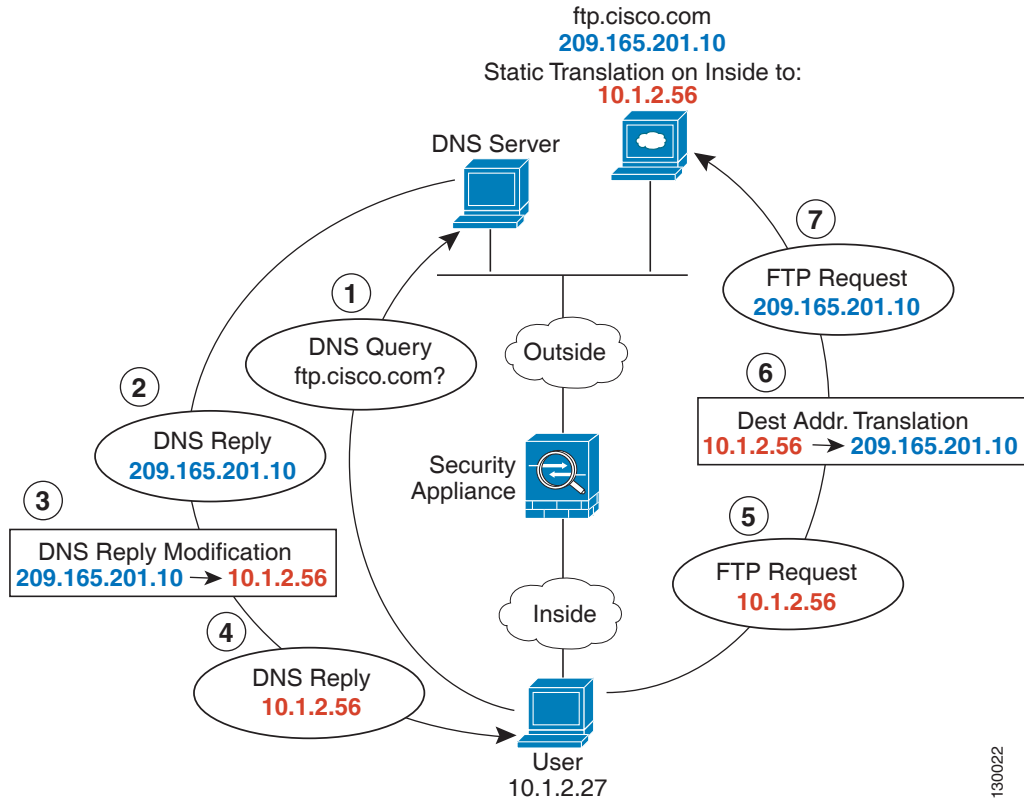 ftp.cisco.com
209.165.201.10
Static Translation on Inside to:
10.1.2.56
DNS Server
7
FTP Request
209.165.201.10
1
DNS Query
ftp.cisco.com?
Outside
2
DNS Reply
209.165.201.10
6
Dest Addr. Translation
10.1.2.56 → 209.165.201.10
Security
Appliance
3
DNS Reply Modification
209.165.201.10 → 10.1.2.56
5
FTP Request
10.1.2.56
Inside
4
DNS Reply
10.1.2.56
User
10.1.2.27
130022